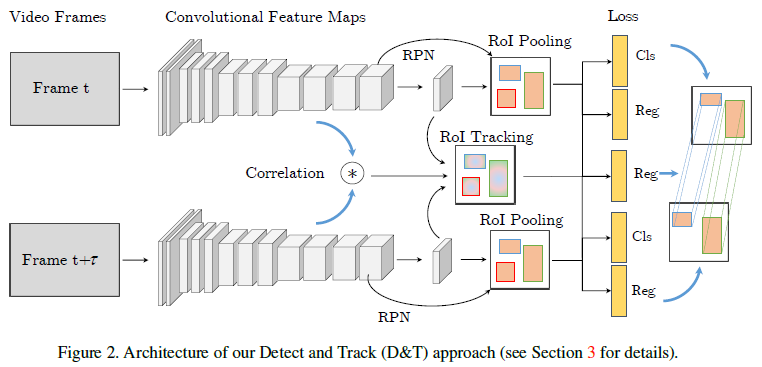 Video Frames
Convolutional Feature Maps
Loss
RoI Pooling
RPN
Cls
Frame t
Reg
RoI Tracking
Correlation
*
Reg
RoI Pooling
Cls
Frame t+τ
Reg
RPN
Figure 2. Architecture of our Detect and Track (D&T) approach (see Section 3 for details).